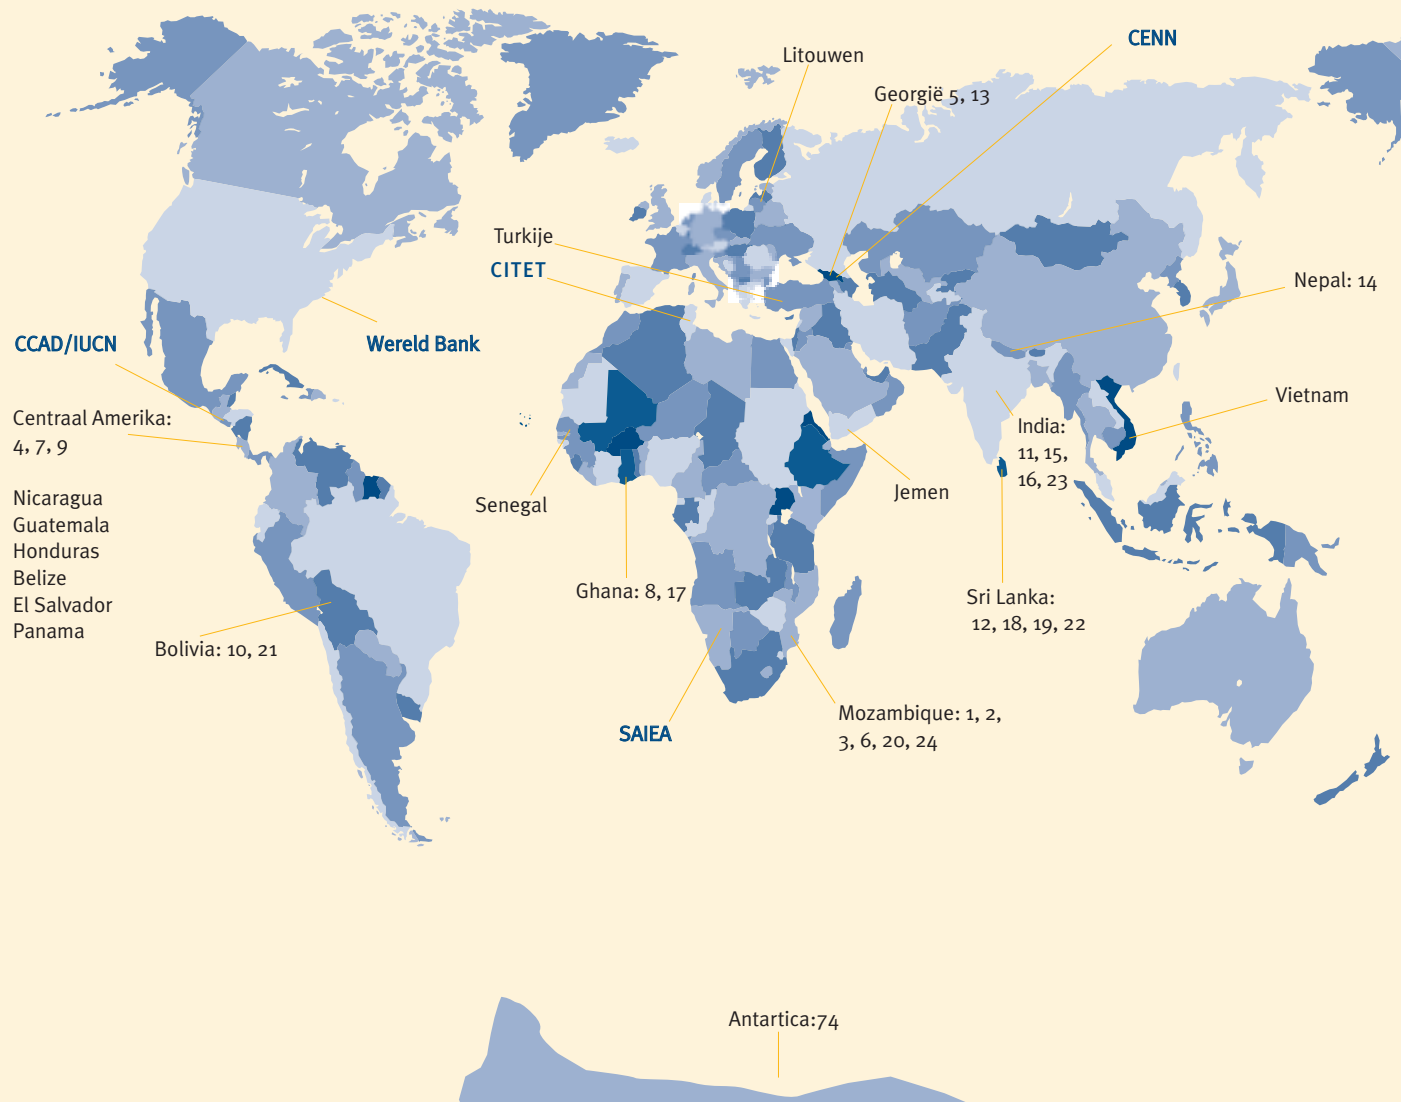 CENN
Litouwen
Georgië 5, 13
Turkije
CITET
Nepal: 14
CCAD/IUCN
Wereld Bank
Centraal Amerika:
4, 7, 9
Vietnam
India:
11, 15,
16, 23
Nicaragua
Guatemala
Honduras
Belize
El Salvador
Panama
Senegal
Jemen
Ghana: 8, 17
Sri Lanka:
12, 18, 19, 22
Bolivia: 10, 21
SAIEA
Mozambique: 1, 2,
3, 6, 20, 24
Antartica:74